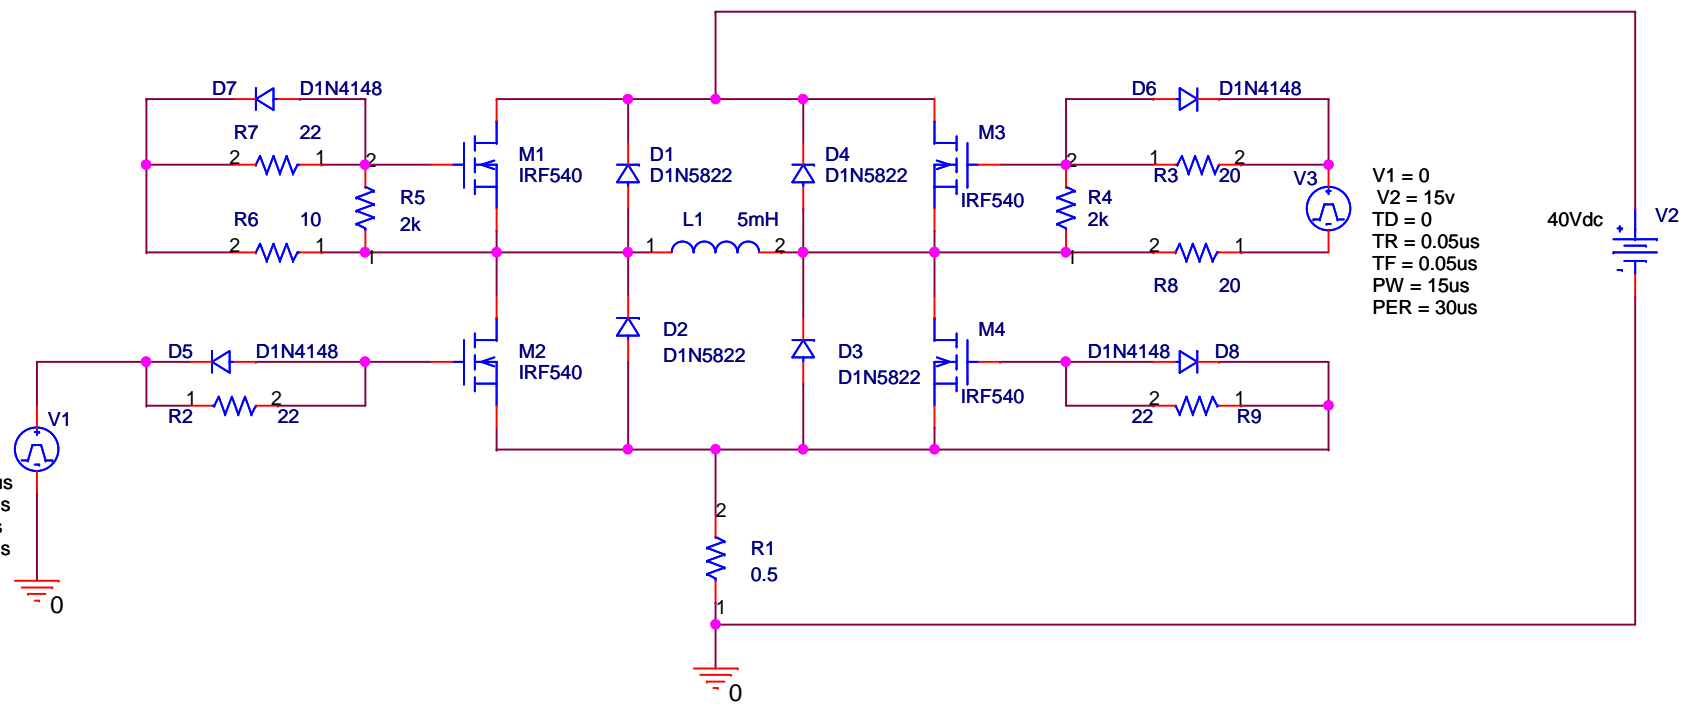 D7 D1N4148
R7 22
2 1 2
M1
IRF540
R5
2k
R6 10
2 1 1
D1
D1N5822
D4
D1N5822
L1 5mH
1 2
M3
IRF540
D6 D1N4148
2 1 2
R3 20
R4
2k
V3
1 2 1
R8 20
V1 = 0
V2 = 15v
TD = 0
TR = 0.05us
TF = 0.05us
PW = 15us
PER = 30us
40Vdc V2
D5 D1N4148
1 2
R2 22
M2
IRF540
D2
D1N5822
D3
D1N5822
M4
IRF540
D1N4148 D8
2 1
22 R9
V1
us
s
s
s
0
2
R1
0.5
1
0